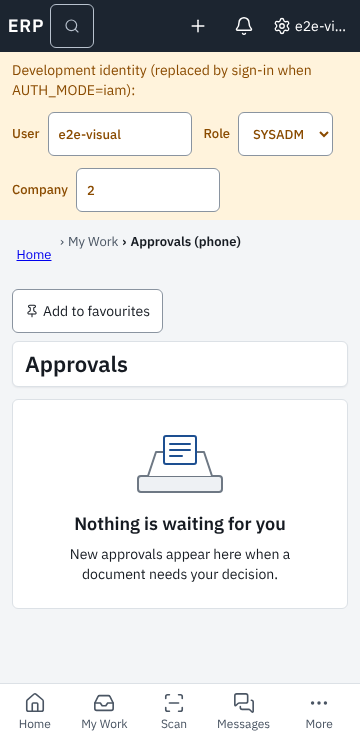 ERP
e2e-vi...
Development identity (replaced by sign-in when
AUTH_MODE=iam):
User
e2e-visual
Role
SYSADM
Company
2
Home › My Work › Approvals (phone)
Add to favourites
Approvals
Nothing is waiting for you
New approvals appear here when a
document needs your decision.
Home
My Work
Scan
Messages
More